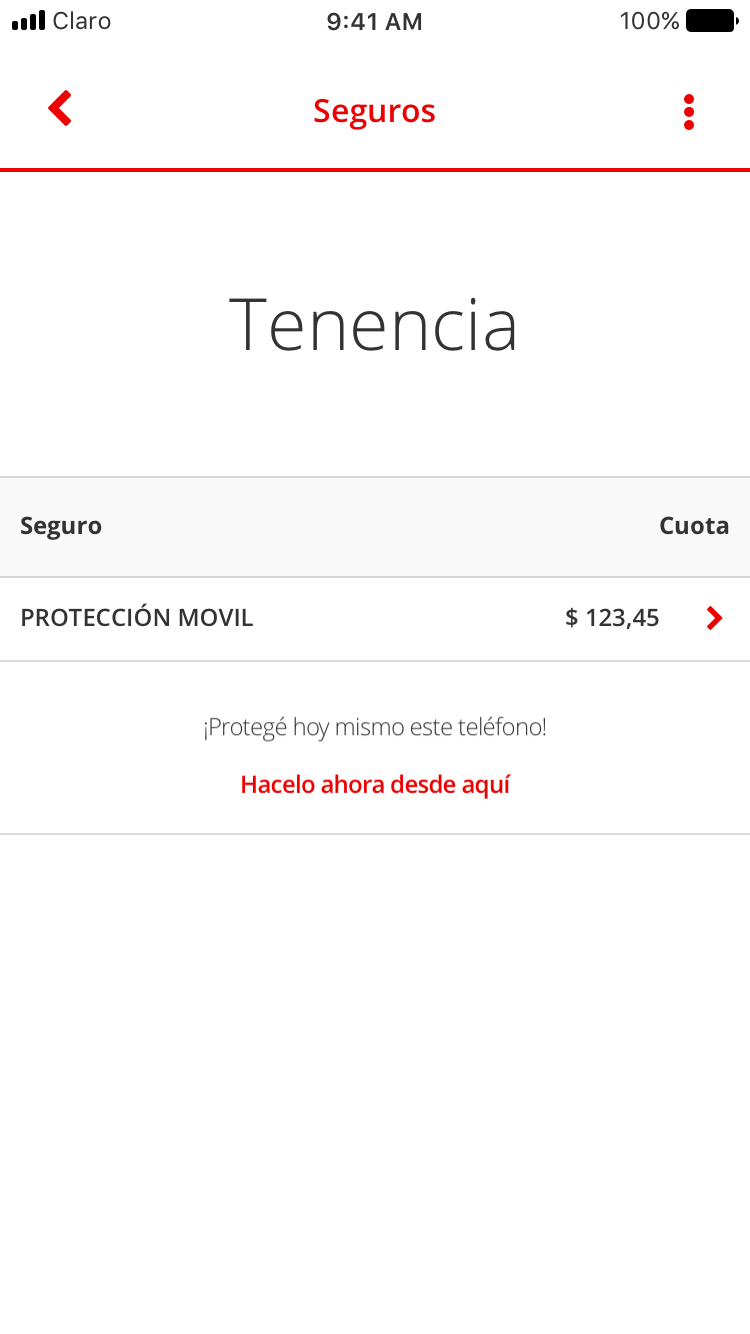 Claro 9:41 AM 100%
Seguros
Tenencia
Seguro Cuota
PROTECCIÓN MOVIL $ 123,45
¡Protegé hoy mismo este teléfono!
Hacelo ahora desde aquí